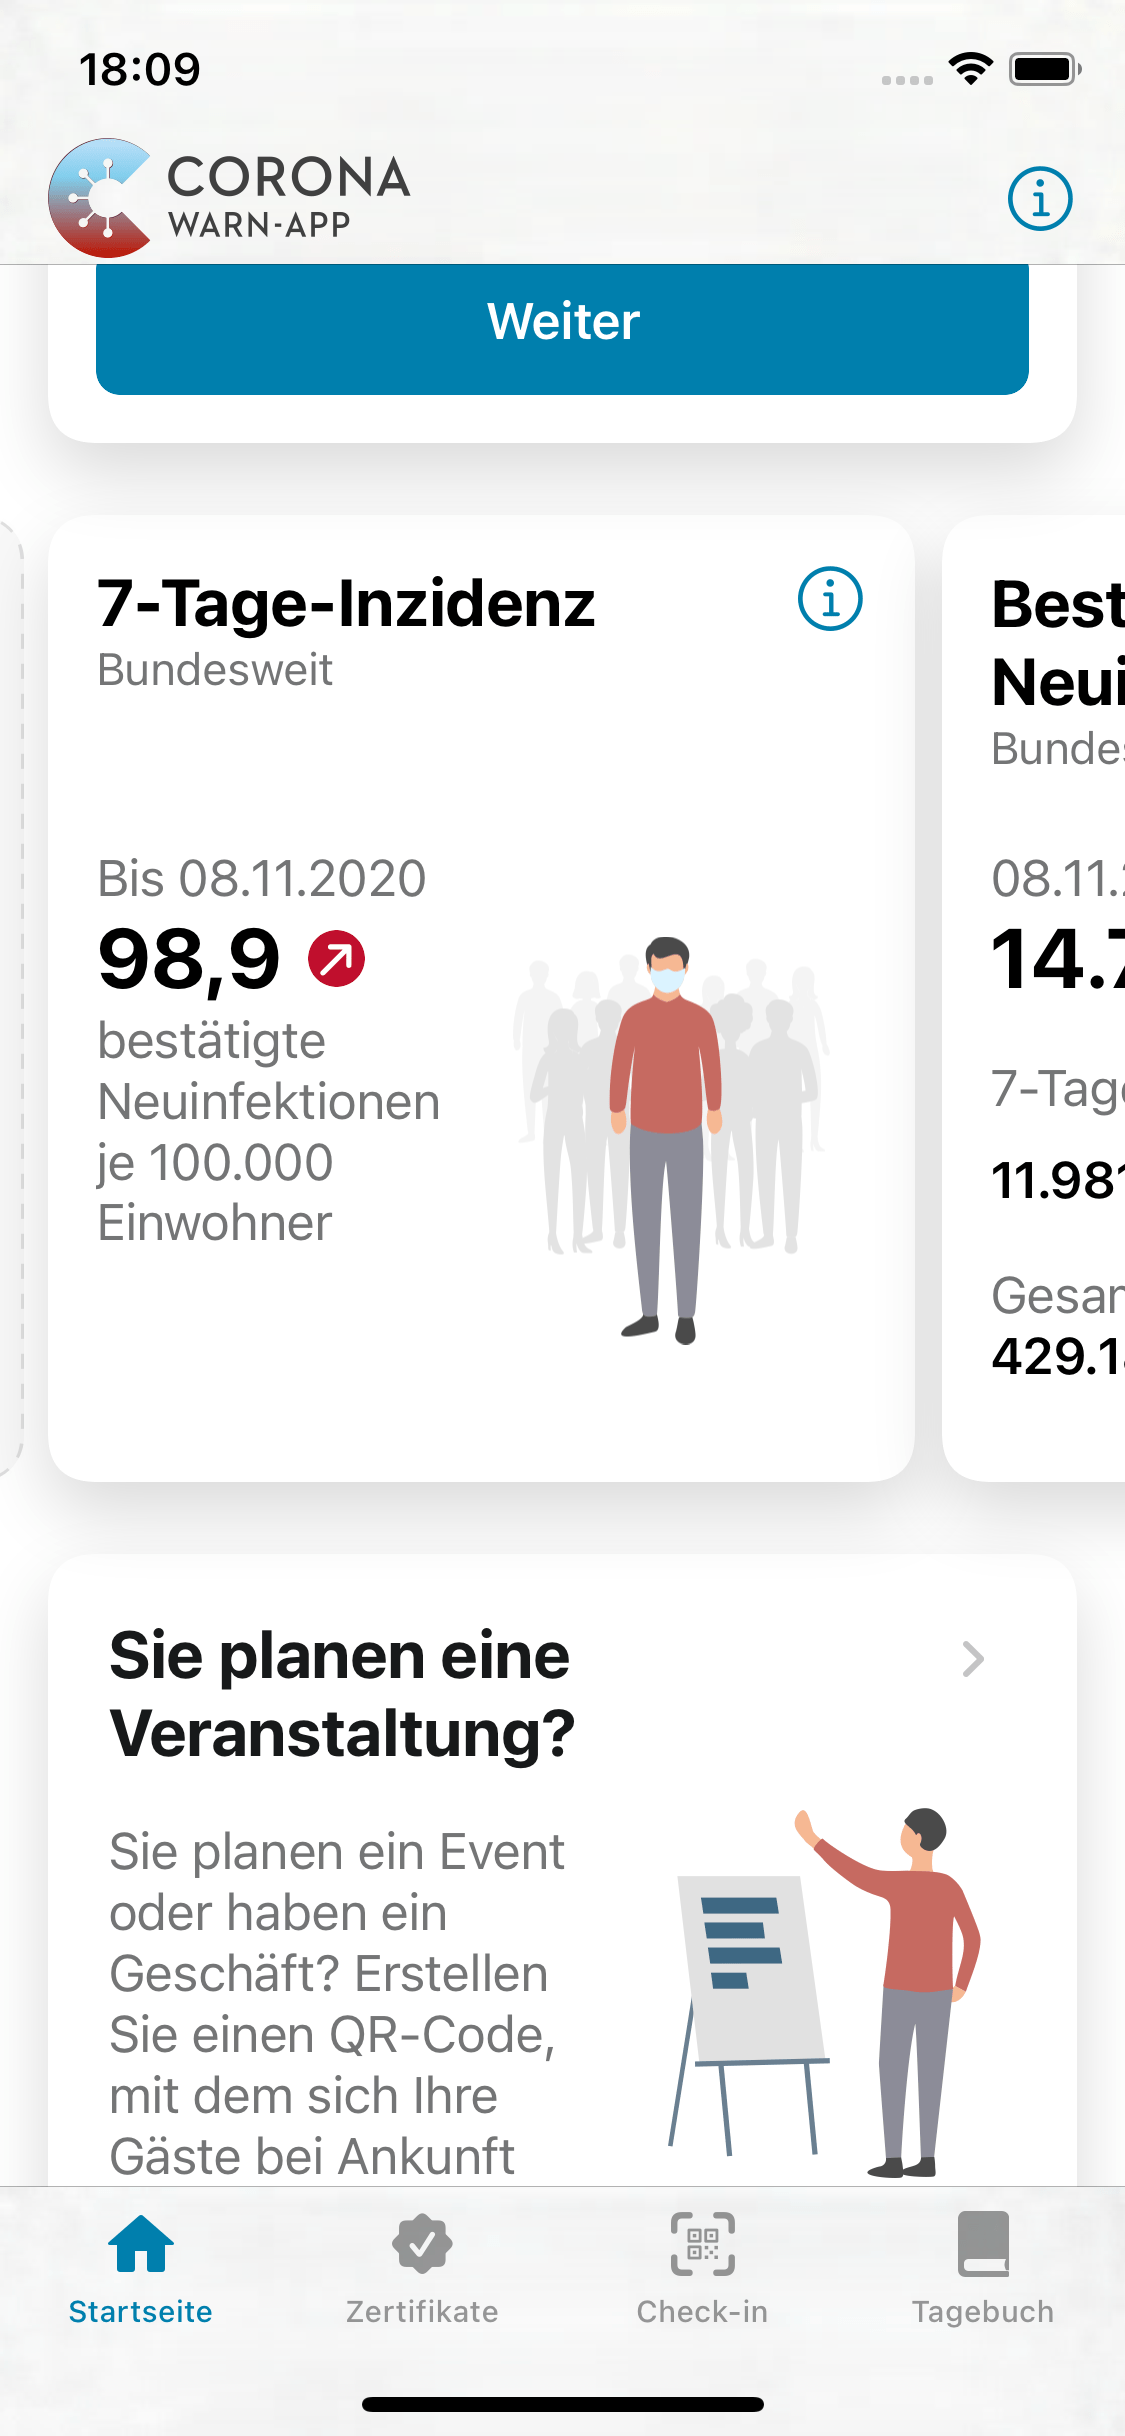 18:09
CORONA
WARN-APP
Weiter
7-Tage-Inzidenz
Bundesweit
Bis 08.11.2020
98,9
bestätigte
Neuinfektionen
je 100.000
Einwohner
Best
Neui
Bunde
08.11.
14.7
7-Tag
11.981
Gesam
429.1
Sie planen eine
Veranstaltung?
Sie planen ein Event
oder haben ein
Geschäft? Erstellen
Sie einen QR-Code,
mit dem sich Ihre
Gäste bei Ankunft
Startseite
Zertifikate
Check-in
Tagebuch